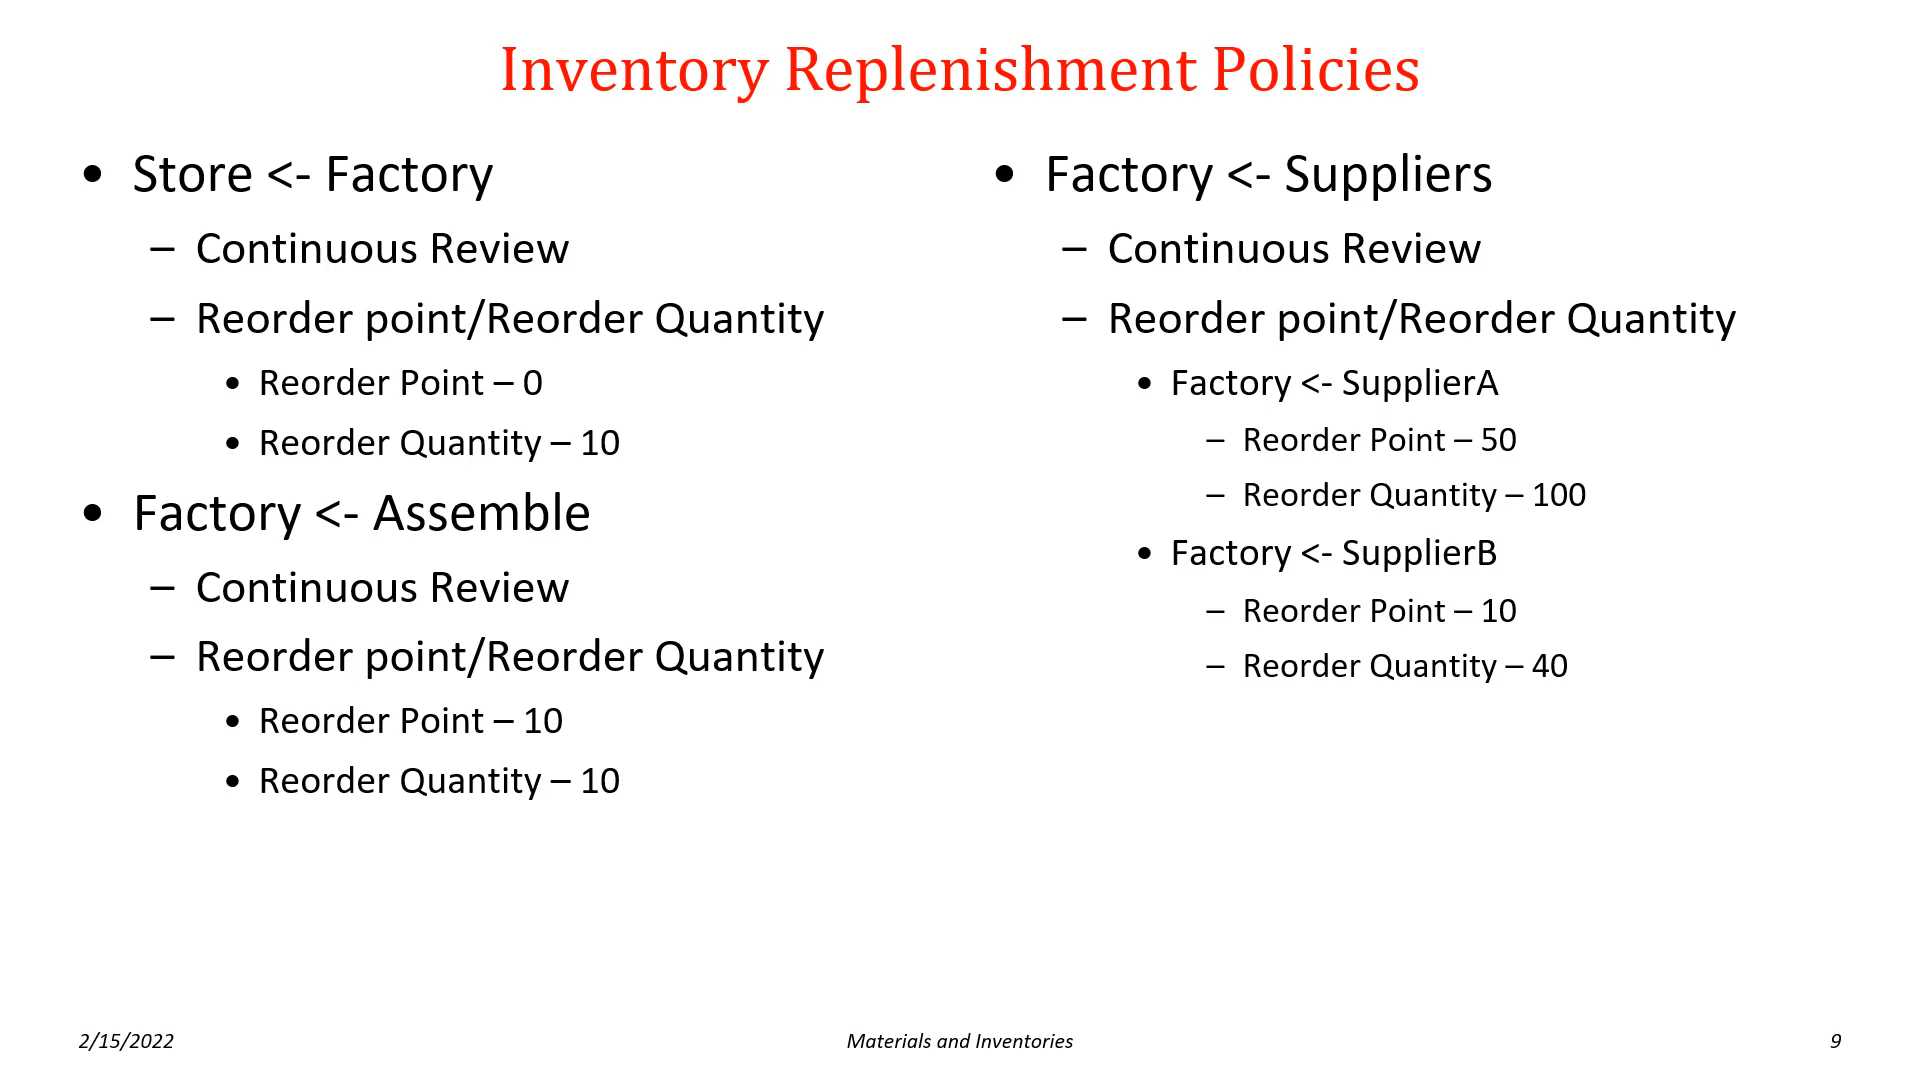 Inventory Replenishment Policies
• Store <- Factory
– Continuous Review
– Reorder point/Reorder Quantity
• Reorder Point – 0
• Reorder Quantity – 10
• Factory <- Assemble
– Continuous Review
– Reorder point/Reorder Quantity
• Reorder Point – 10
• Reorder Quantity – 10
• Factory <- Suppliers
– Continuous Review
– Reorder point/Reorder Quantity
• Factory <- SupplierA
– Reorder Point – 50
– Reorder Quantity – 100
• Factory <- SupplierB
– Reorder Point – 10
– Reorder Quantity – 40
2/15/2022
Materials and Inventories
9